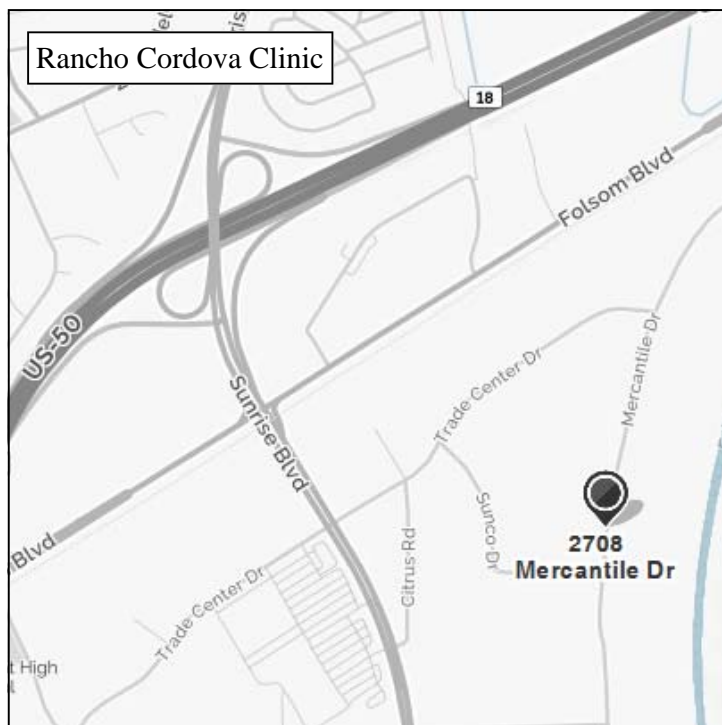 Rancho Cordova Clinic
18
Folsom Blvd
US-50
Mercantile Dr
Trade Center Dr
Sunrise Blvd
Sunco Dr
2708
Mercantile Dr
Blvd
Citrus Rd
Trade Center Dr
t High